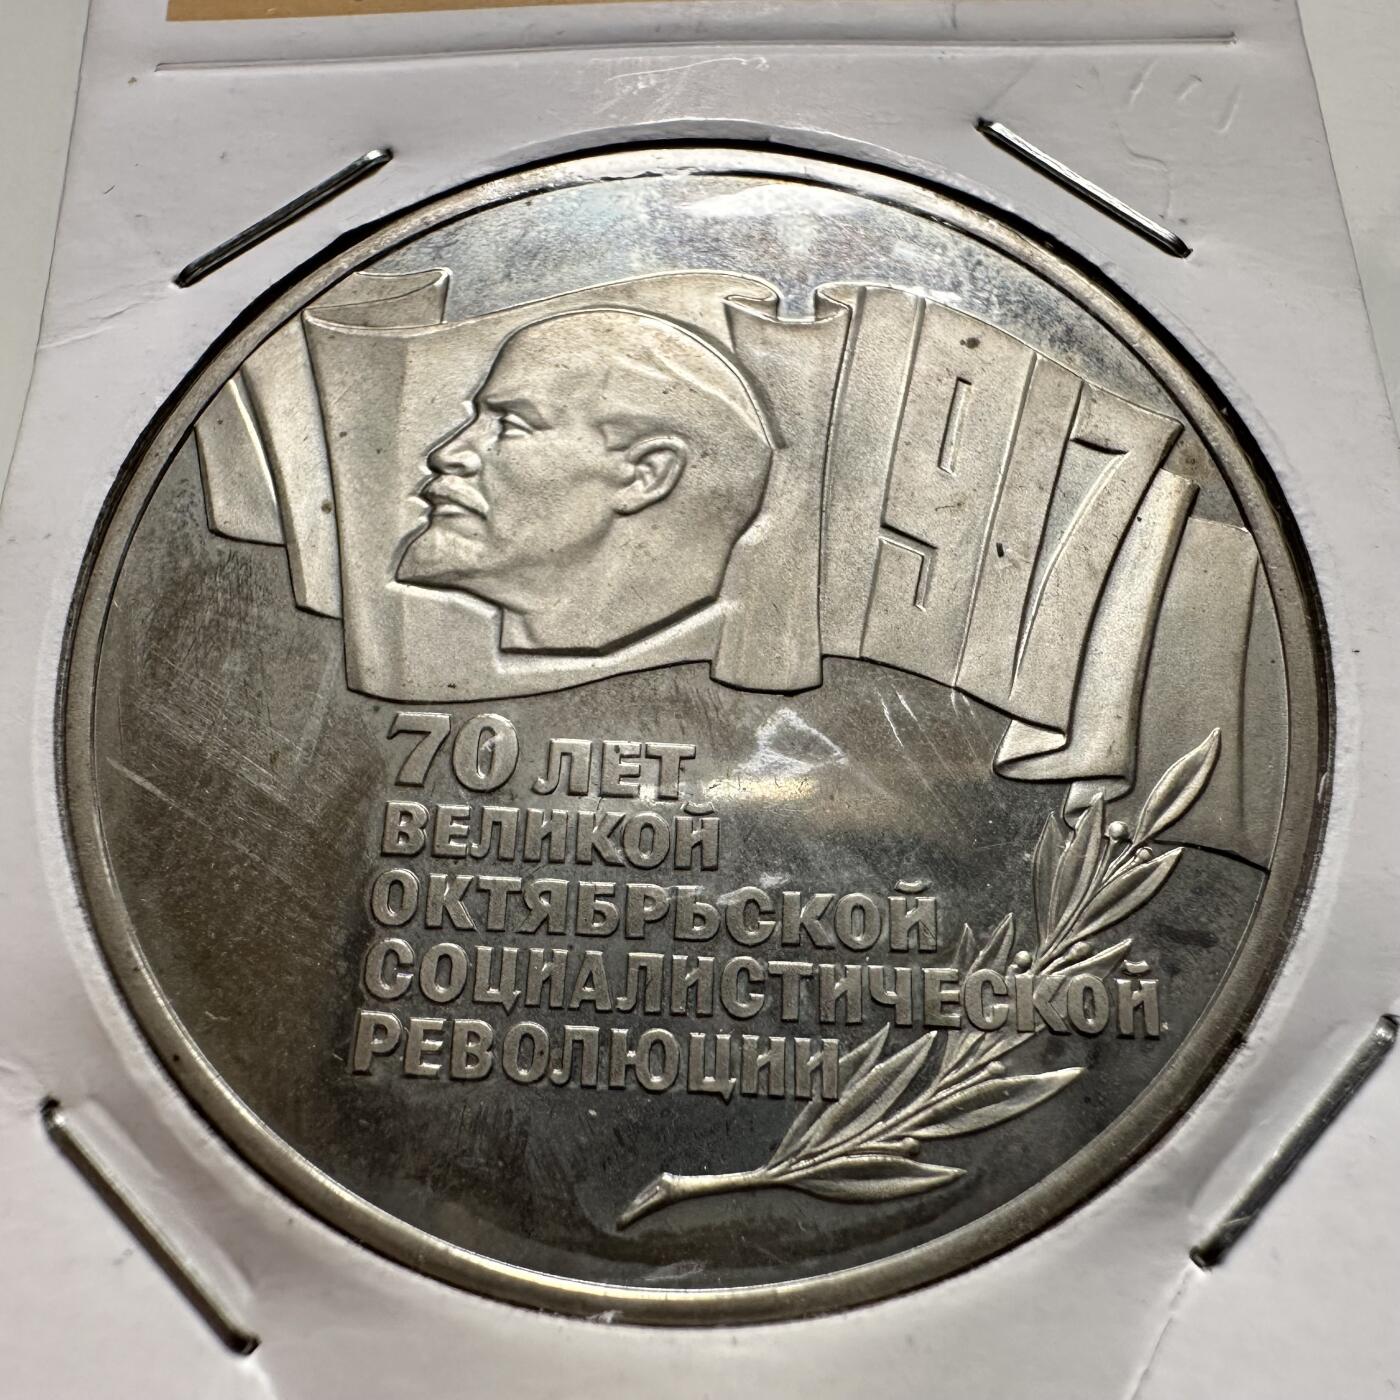 1917
70 ЛЕТ
ВЕЛИКОЙ
ОКТЯБРЬСКОЙ
СОЦИАЛИСТИЧЕСКОЙ
РЕВОЛЮЦИИ